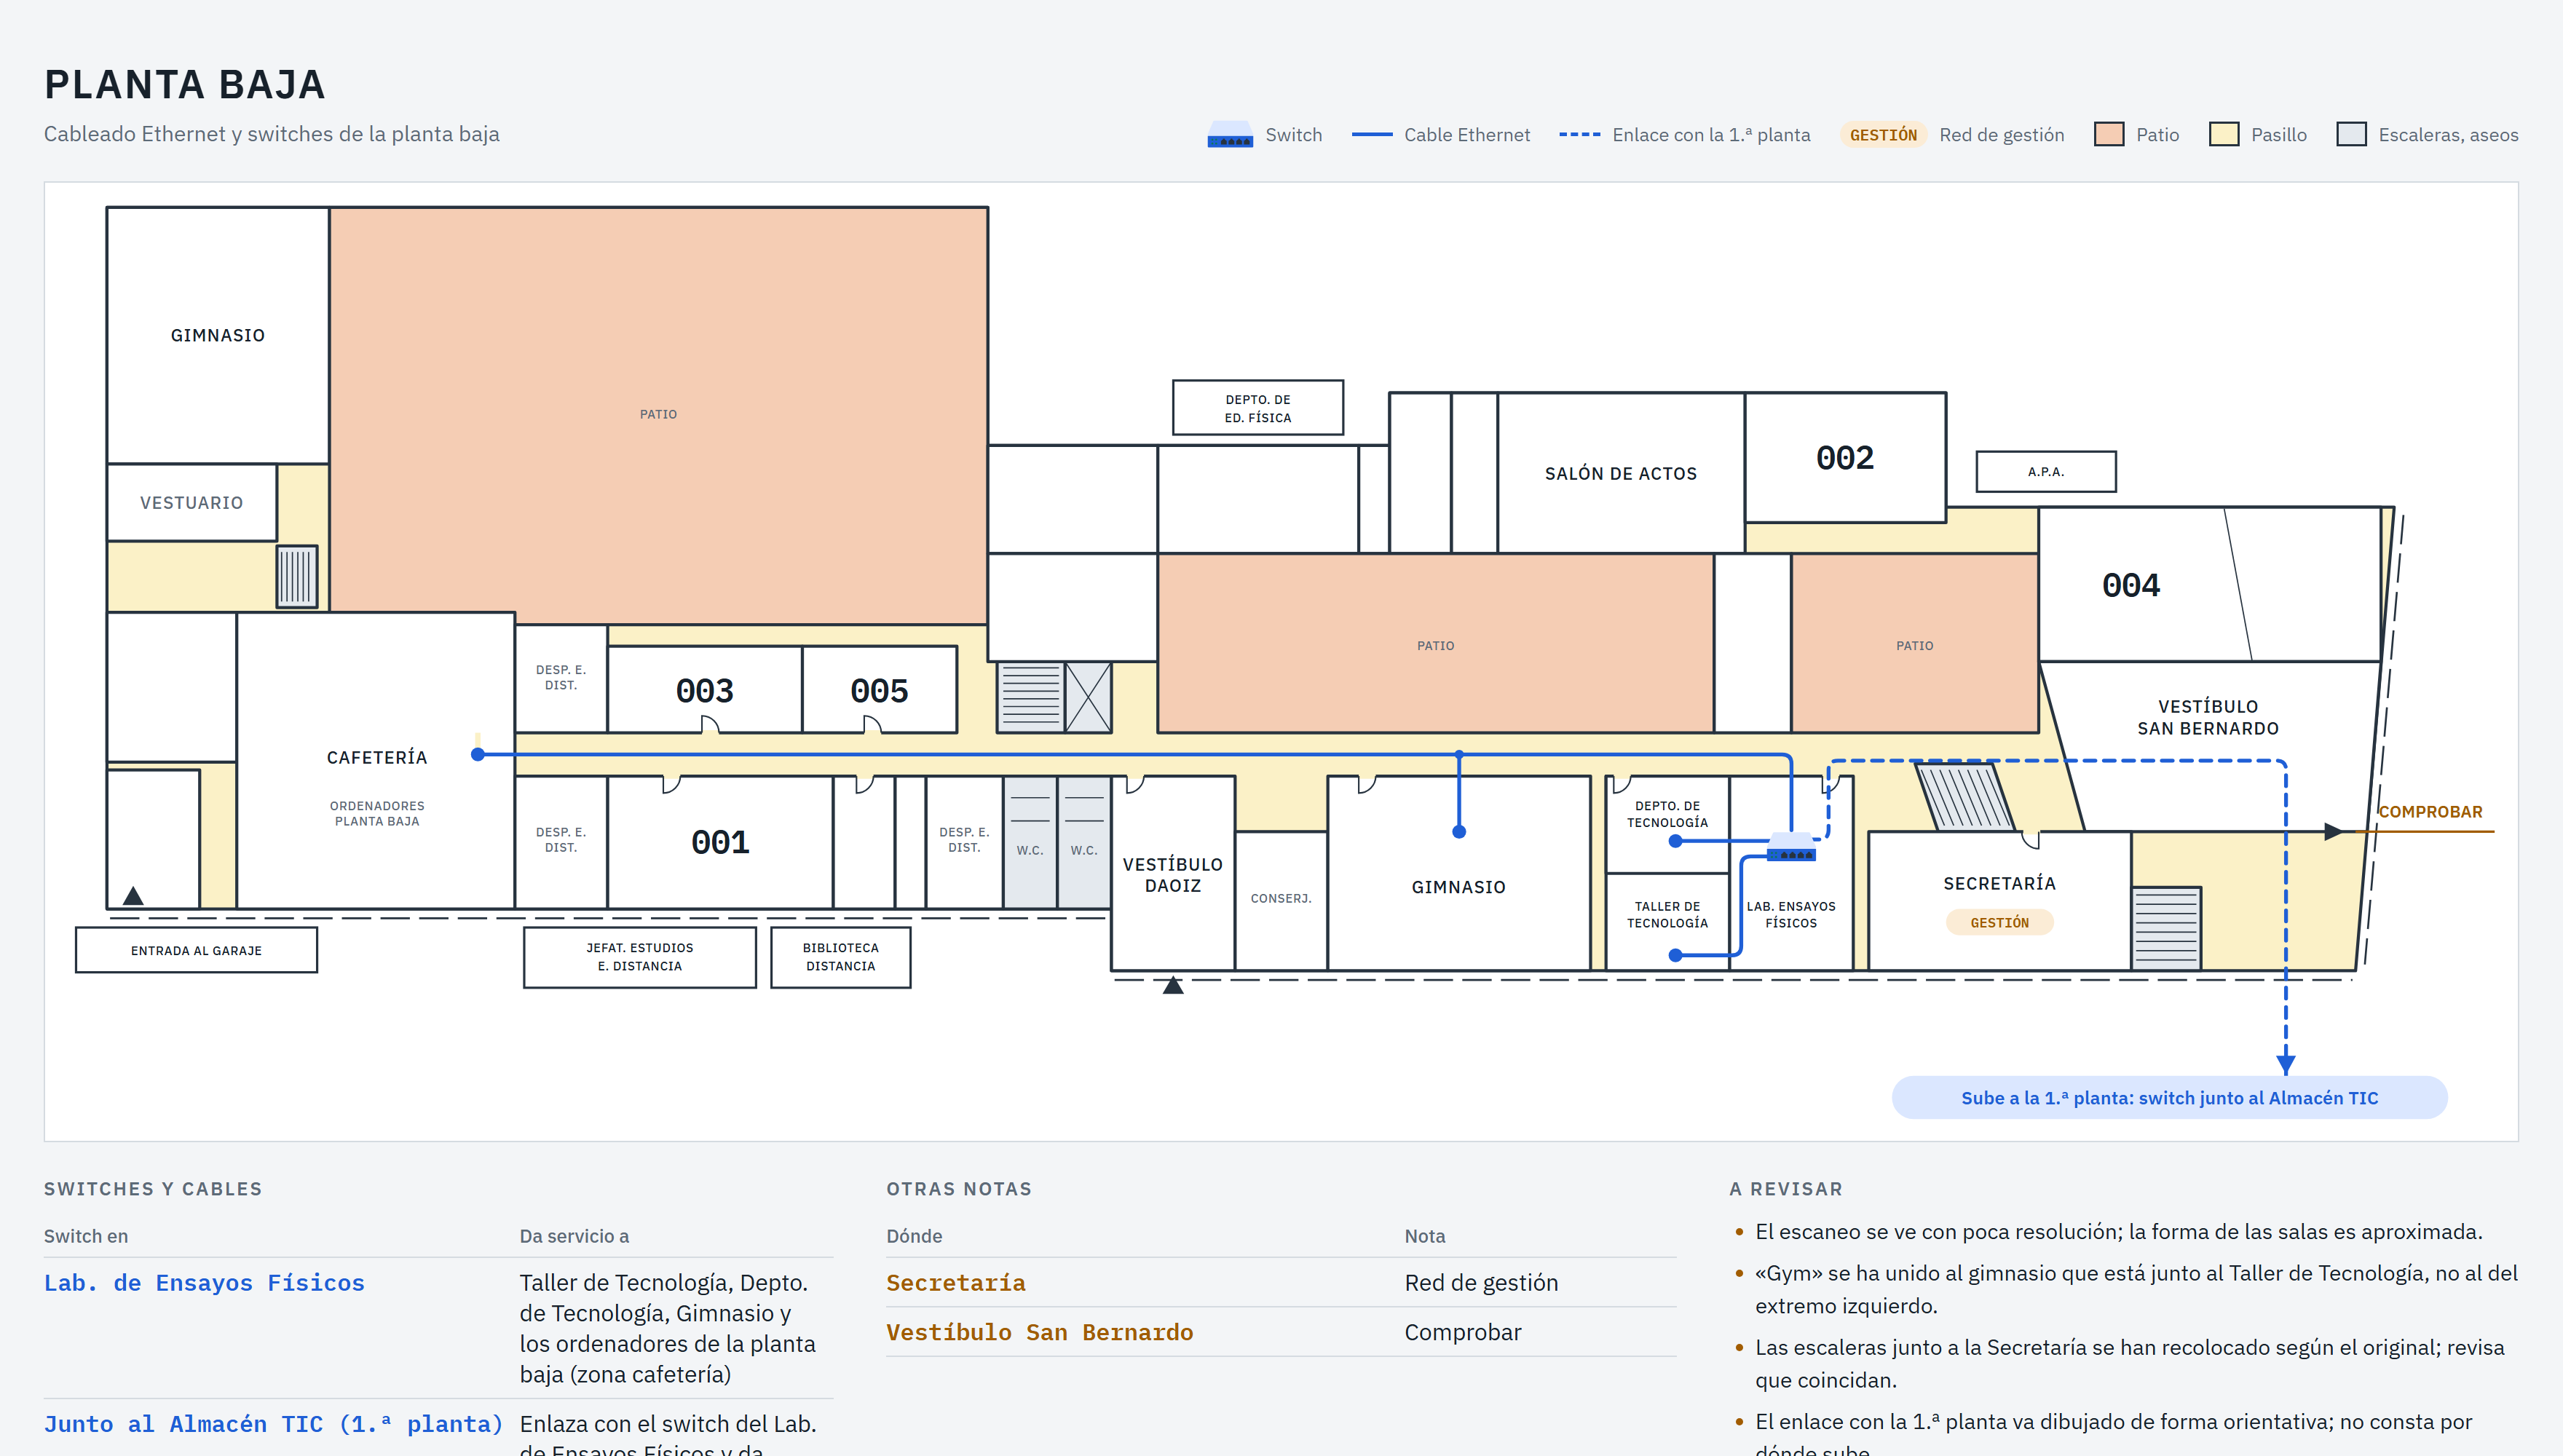 PLANTA BAJA
Cableado Ethernet y switches de la planta baja
Switch
Cable Ethernet
Enlace con la 1.ª planta
GESTIÓN
Red de gestión
Patio
Pasillo
Escaleras, aseos
GIMNASIO
PATIO
DEPTO. DE
ED. FÍSICA
SALÓN DE ACTOS
002
A.P.A.
VESTUARIO
004
PATIO
PATIO
DESP. E.
DIST.
003
005
VESTÍBULO
SAN BERNARDO
CAFETERÍA
ORDENADORES
PLANTA BAJA
DESP. E.
DIST.
001
DESP. E.
DIST.
W.C.
W.C.
VESTÍBULO
DAOIZ
CONSERJ.
GIMNASIO
DEPTO. DE
TECNOLOGÍA
TALLER DE
TECNOLOGÍA
LAB. ENSAYOS
FÍSICOS
SECRETARÍA
GESTIÓN
COMPROBAR
ENTRADA AL GARAJE
JEFAT. ESTUDIOS
E. DISTANCIA
BIBLIOTECA
DISTANCIA
Sube a la 1.ª planta: switch junto al Almacén TIC
SWITCHES Y CABLES
Switch en
Da servicio a
Lab. de Ensayos Físicos
Taller de Tecnología, Depto.
de Tecnología, Gimnasio y
los ordenadores de la planta
baja (zona cafetería)
Junto al Almacén TIC (1.ª planta)
Enlaza con el switch del Lab.
de Ensayos Físicos y da
OTRAS NOTAS
Dónde
Nota
Secretaría
Red de gestión
Vestíbulo San Bernardo
Comprobar
A REVISAR
El escaneo se ve con poca resolución; la forma de las salas es aproximada.
«Gym» se ha unido al gimnasio que está junto al Taller de Tecnología, no al del
extremo izquierdo.
Las escaleras junto a la Secretaría se han recolocado según el original; revisa
que coincidan.
El enlace con la 1.ª planta va dibujado de forma orientativa; no consta por
dónde sube.